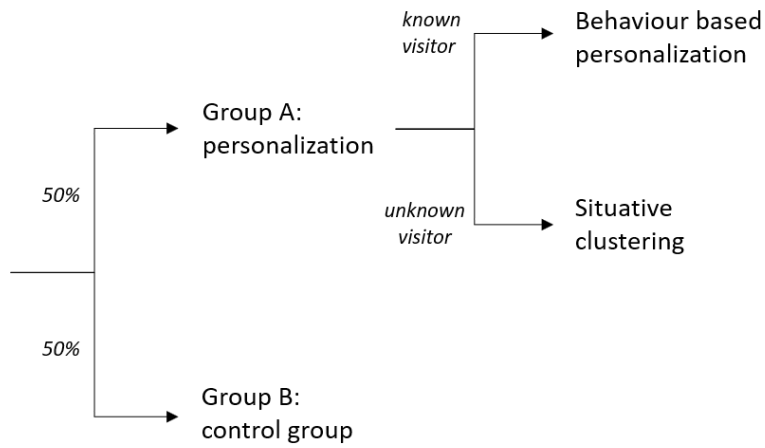 known
visitor
Behaviour based
personalization
Group A:
personalization
50%
unknown
visitor
Situative
clustering
50%
Group B:
control group